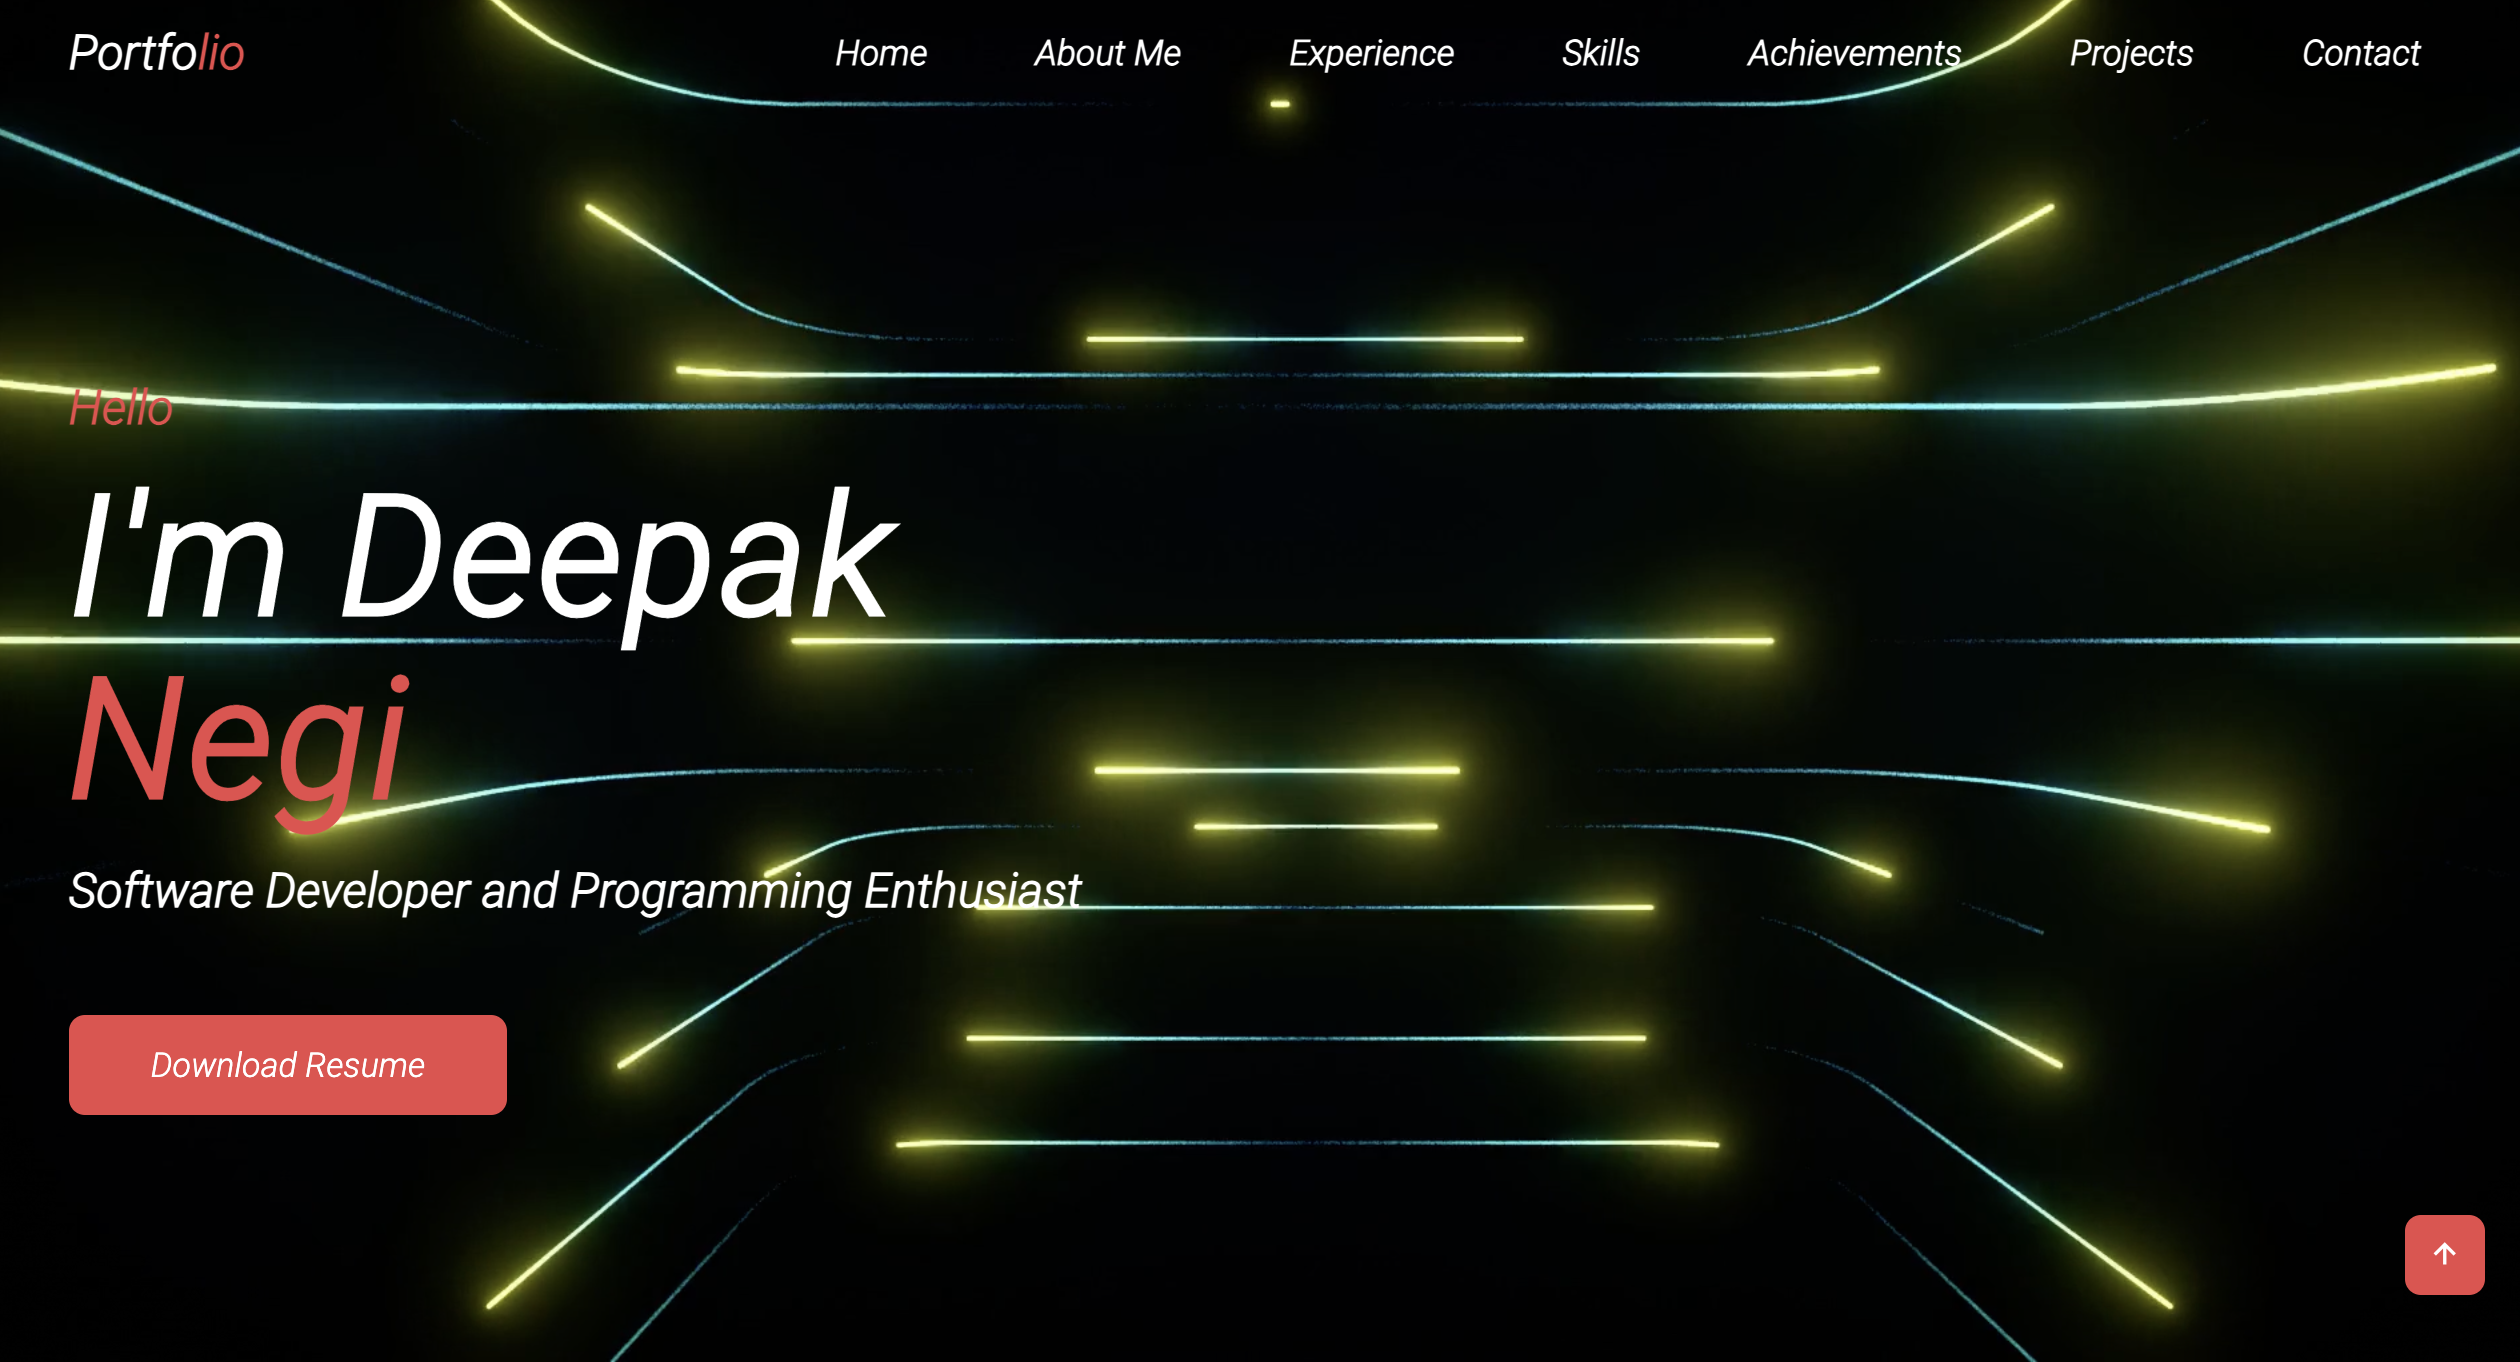 Portfolio
Home About Me Experience Skills Achievements Projects Contact
Hello
I'm Deepak
Negi
Software Developer and Programming Enthusiast
Download Resume